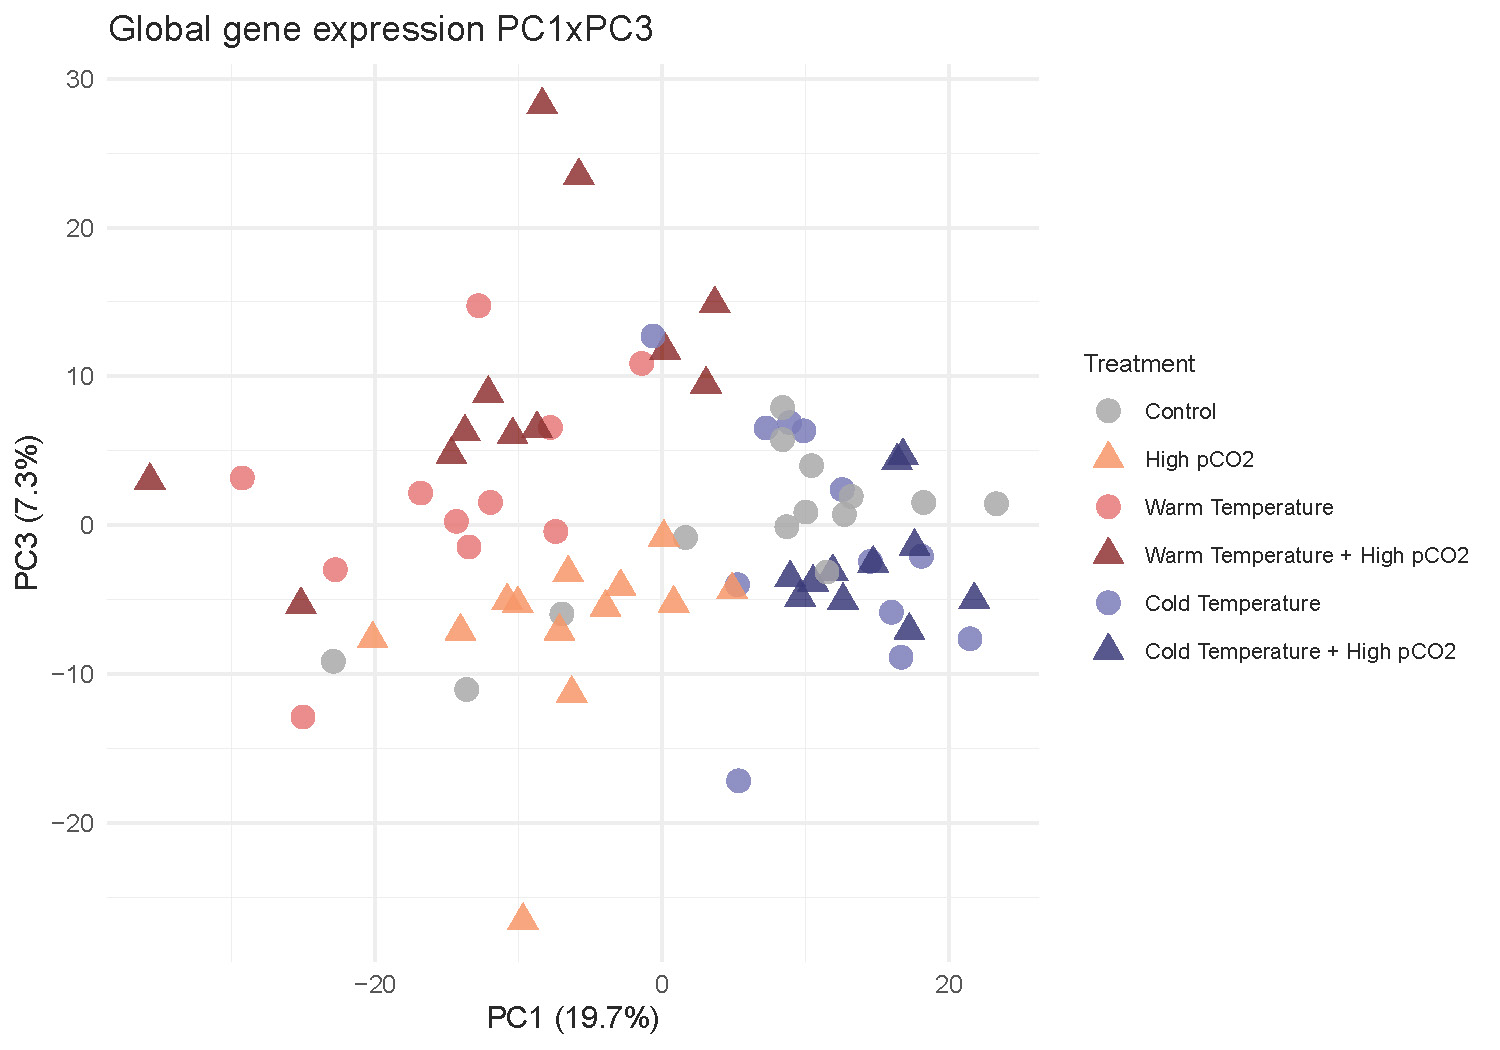 Global gene expression PC1xPC3
30
20
10
0
−10
−20
PC3 (7.3%)
−20
0
20
PC1 (19.7%)
Treatment
Control
High pCO2
Warm Temperature
Warm Temperature + High pCO2
Cold Temperature
Cold Temperature + High pCO2